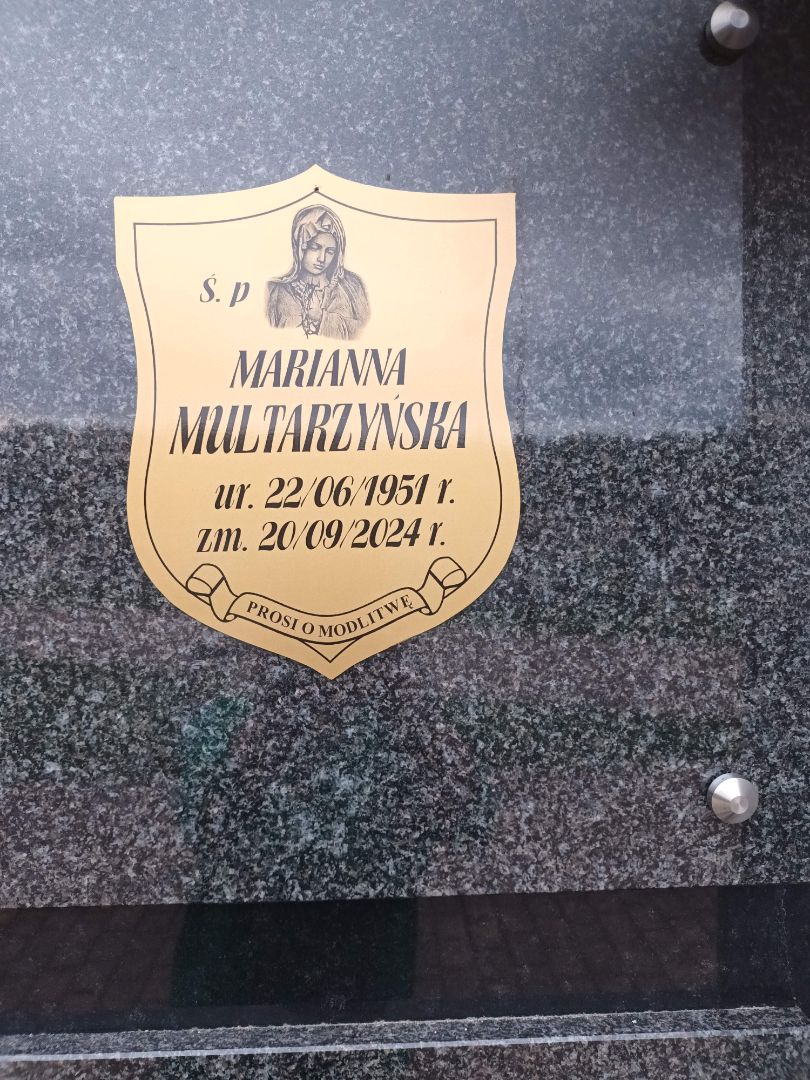 Ś. p
MARIANNA
MULTARZYŃSKA
ur. 22/06/1951 r.
zm. 20/09/2024 r.
PROSI O MODLITWĘ